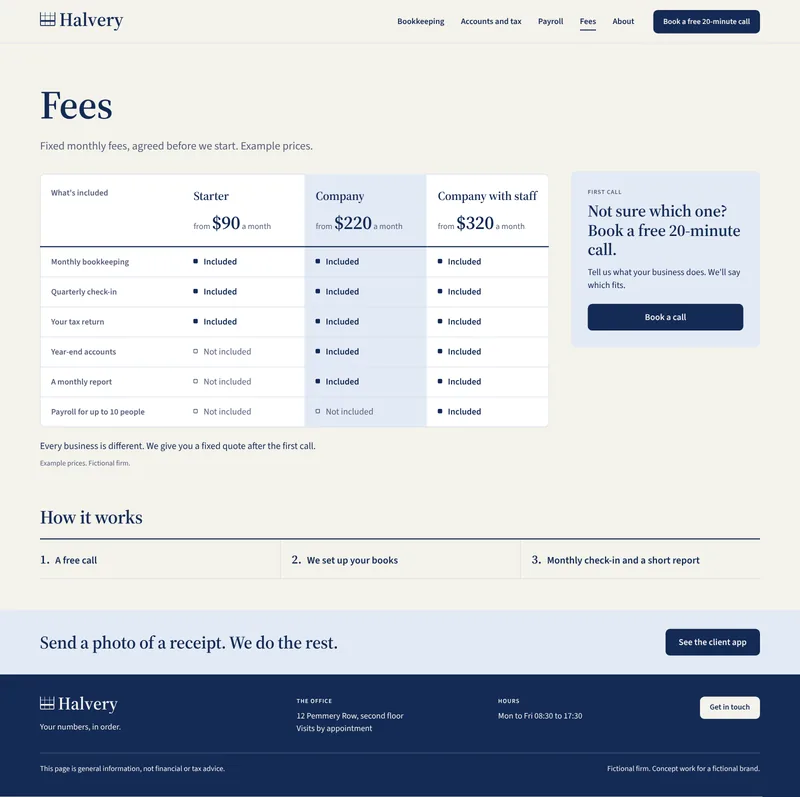 Halvery
Bookkeeping
Accounts and tax
Payroll
Fees
About
Book a free 20-minute call
Fees
Fixed monthly fees, agreed before we start. Example prices.
What's included
Starter
from $90 a month
Company
from $220 a month
Company with staff
from $320 a month
Monthly bookkeeping
Included
Included
Included
Quarterly check-in
Included
Included
Included
Your tax return
Included
Included
Included
Year-end accounts
Not included
Included
Included
A monthly report
Not included
Included
Included
Payroll for up to 10 people
Not included
Not included
Included
FIRST CALL
Not sure which one?
Book a free 20-minute
call.
Tell us what your business does. We'll say
which fits.
Book a call
Every business is different. We give you a fixed quote after the first call.
Example prices. Fictional firm.
How it works
1. A free call
2. We set up your books
3. Monthly check-in and a short report
Send a photo of a receipt. We do the rest.
See the client app
Halvery
Your numbers, in order.
THE OFFICE
12 Pemmery Row, second floor
Visits by appointment
HOURS
Mon to Fri 08:30 to 17:30
Get in touch
This page is general information, not financial or tax advice.
Fictional firm. Concept work for a fictional brand.